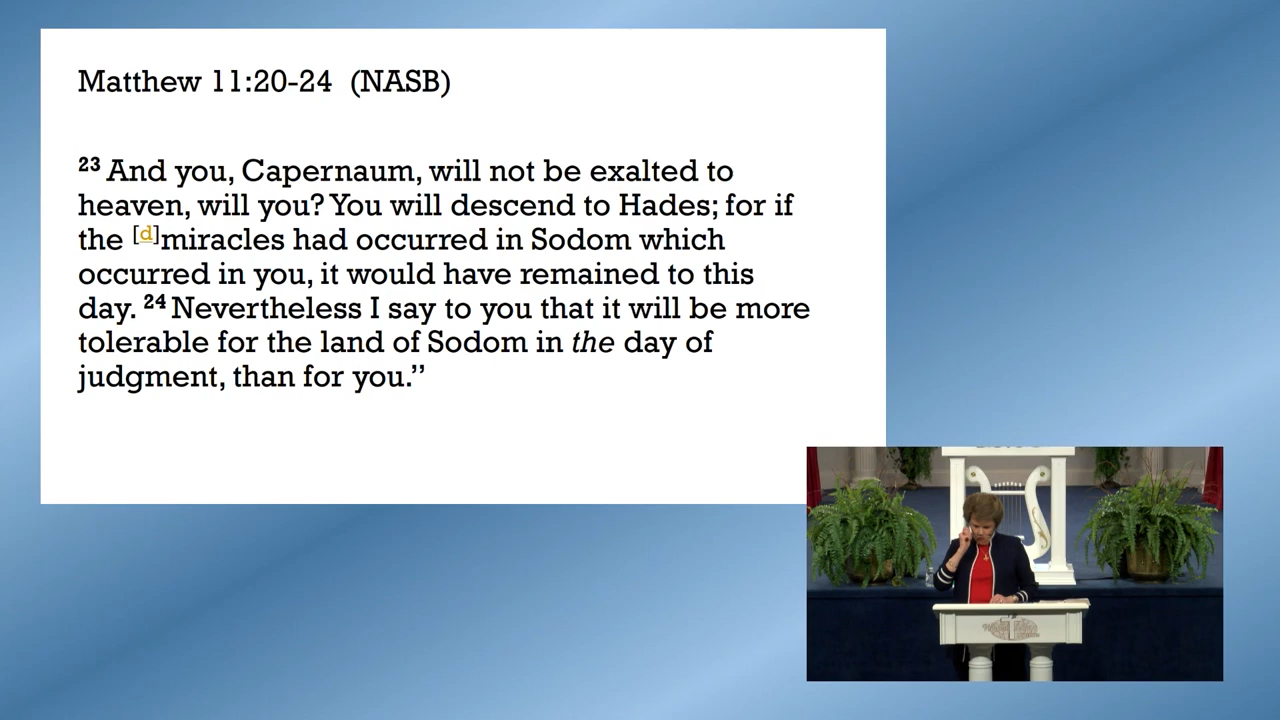 Matthew 11:20-24 (NASB)
23 And you, Capernaum, will not be exalted to
heaven, will you? You will descend to Hades; for if
the [d]miracles had occurred in Sodom which
occurred in you, it would have remained to this
day. 24 Nevertheless I say to you that it will be more
tolerable for the land of Sodom in the day of
judgment, than for you.”